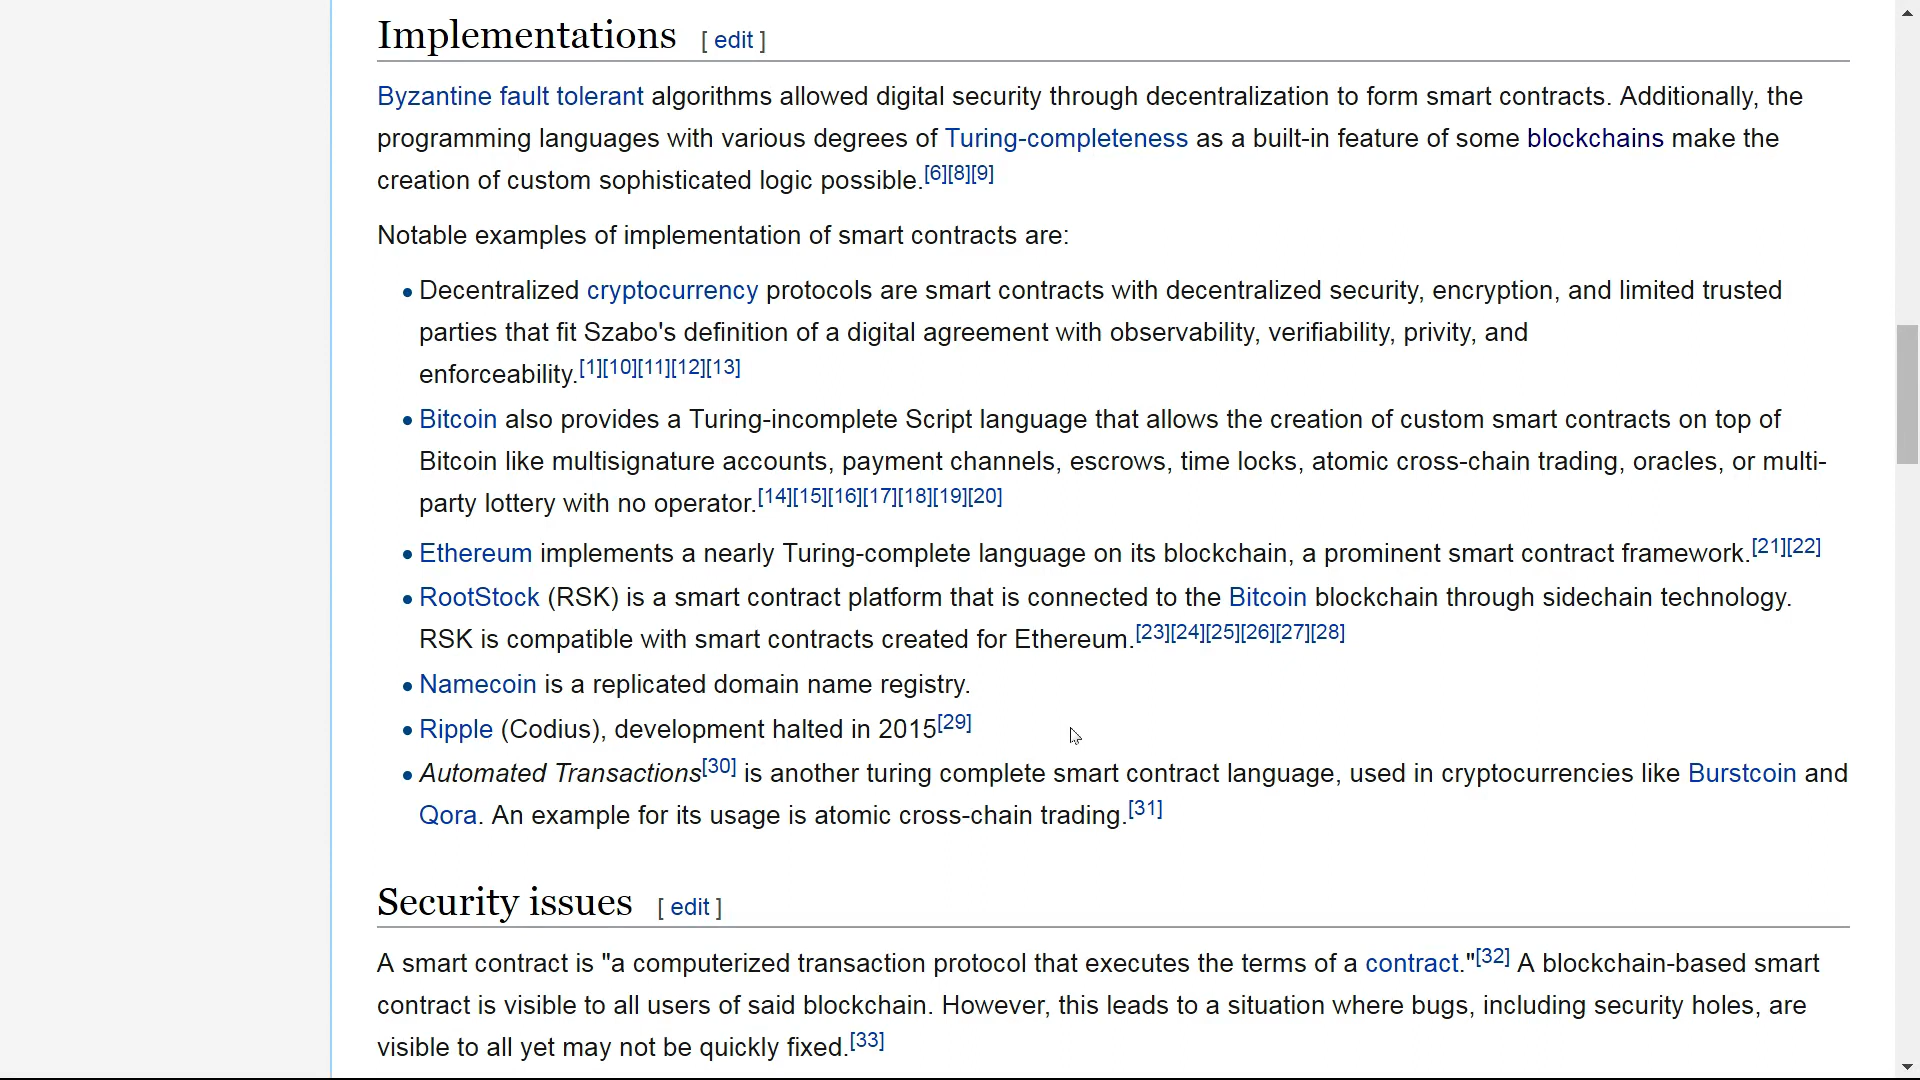 Implementations [ edit ]
Byzantine fault tolerant algorithms allowed digital security through decentralization to form smart contracts. Additionally, the
programming languages with various degrees of Turing-completeness as a built-in feature of some blockchains make the
creation of custom sophisticated logic possible.[6][8][9]
Notable examples of implementation of smart contracts are:
• Decentralized cryptocurrency protocols are smart contracts with decentralized security, encryption, and limited trusted
parties that fit Szabo's definition of a digital agreement with observability, verifiability, privity, and
enforceability.[1][10][11][12][13]
• Bitcoin also provides a Turing-incomplete Script language that allows the creation of custom smart contracts on top of
Bitcoin like multisignature accounts, payment channels, escrows, time locks, atomic cross-chain trading, oracles, or multi-
party lottery with no operator.[14][15][16][17][18][19][20]
• Ethereum implements a nearly Turing-complete language on its blockchain, a prominent smart contract framework.[21][22]
• RootStock (RSK) is a smart contract platform that is connected to the Bitcoin blockchain through sidechain technology.
RSK is compatible with smart contracts created for Ethereum.[23][24][25][26][27][28]
• Namecoin is a replicated domain name registry.
• Ripple (Codius), development halted in 2015[29]
• Automated Transactions[30] is another turing complete smart contract language, used in cryptocurrencies like Burstcoin and
Qora. An example for its usage is atomic cross-chain trading.[31]
Security issues [ edit ]
A smart contract is "a computerized transaction protocol that executes the terms of a contract."[32] A blockchain-based smart
contract is visible to all users of said blockchain. However, this leads to a situation where bugs, including security holes, are
visible to all yet may not be quickly fixed.[33]